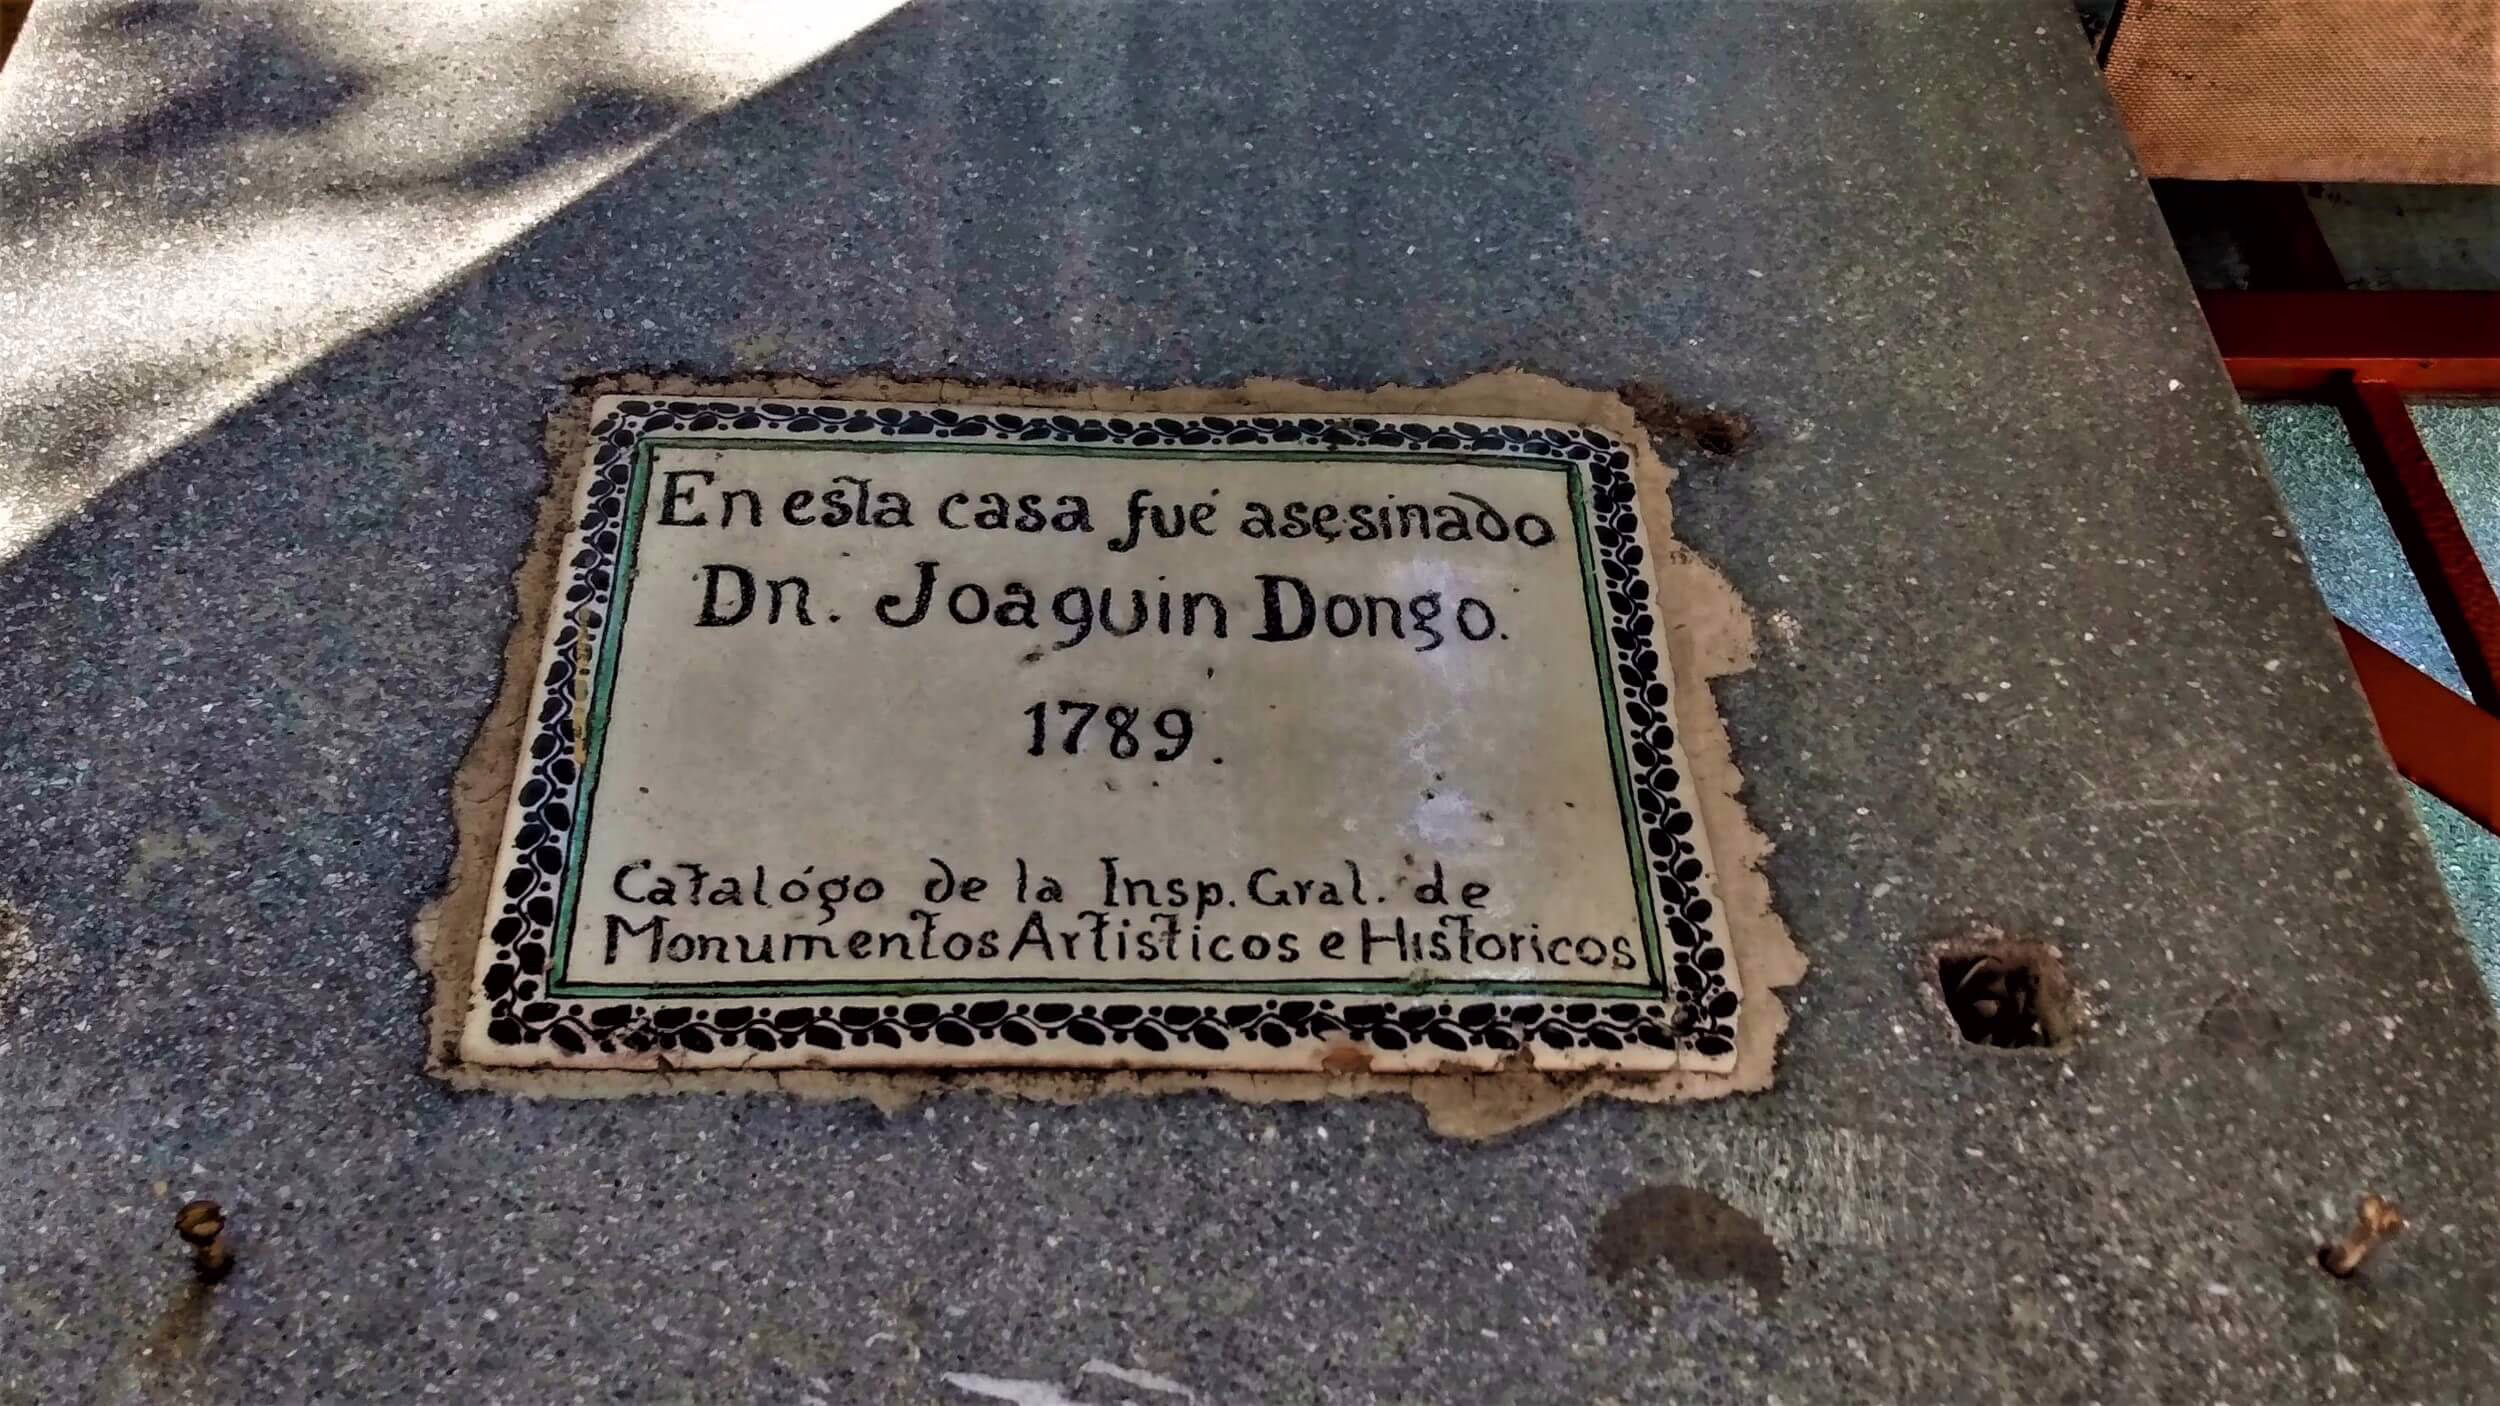 En esta casa fué asesinado
Dn. Joaquin Dongo.
1789.
Catalógo de la Insp. Gral. de
Monumentos Artisticos e Historicos